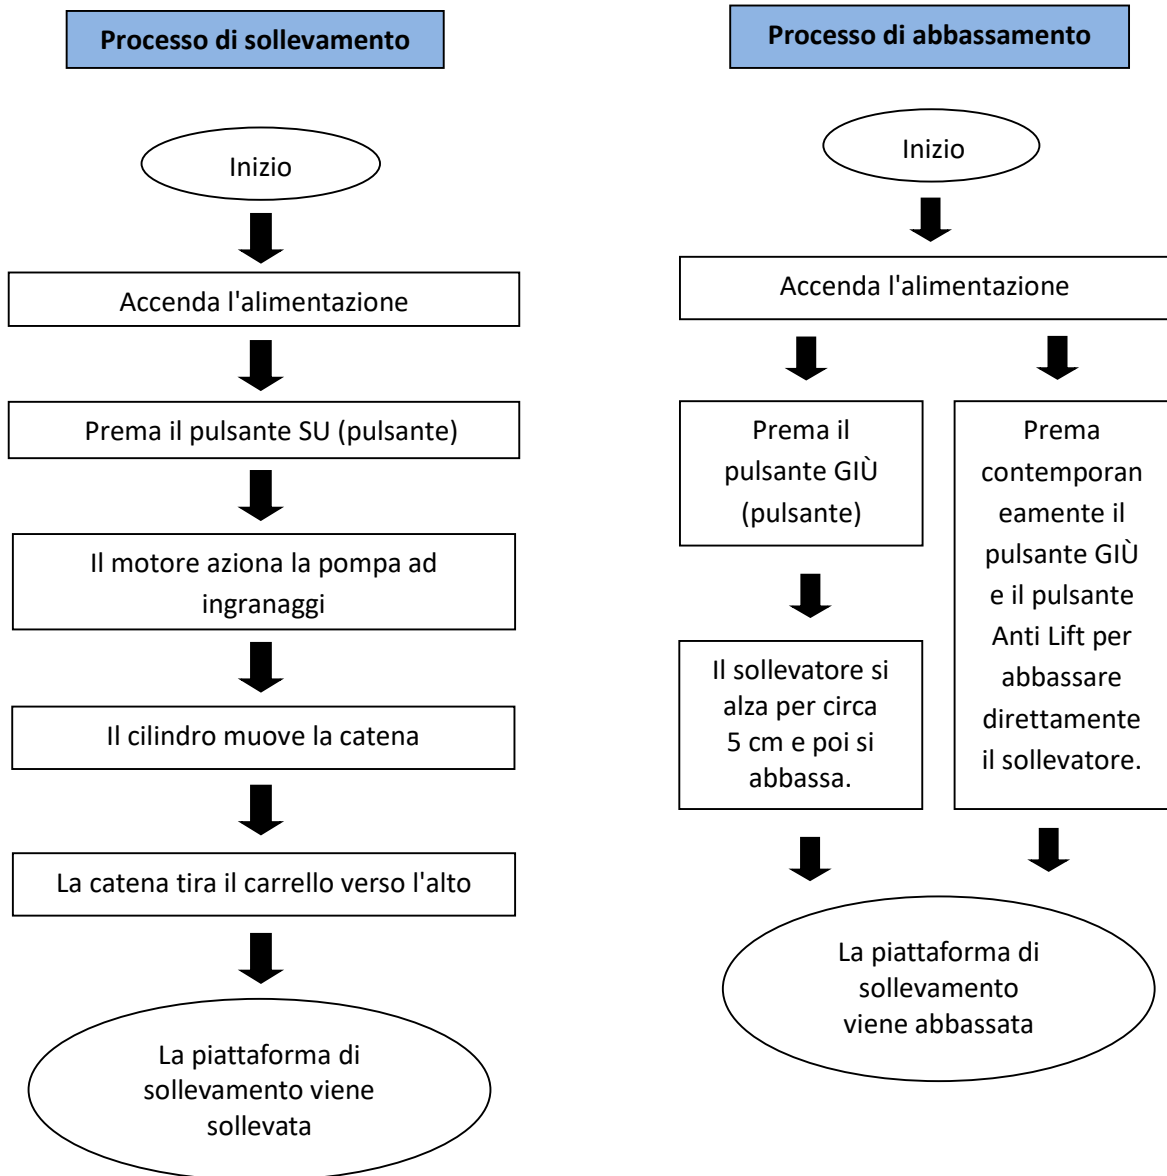 Processo di sollevamento
Inizio
Accenda l'alimentazione
Prema il pulsante SU (pulsante)
Il motore aziona la pompa ad
ingranaggi
Il cilindro muove la catena
La catena tira il carrello verso l'alto
La piattaforma di
sollevamento viene
sollevata
Processo di abbassamento
Inizio
Accenda l'alimentazione
Prema il
pulsante GIÙ
(pulsante)
Il sollevatore si
alza per circa
5 cm e poi si
abbassa.
Prema
contemporan
eamente il
pulsante GIÙ
e il pulsante
Anti Lift per
abbassare
direttamente
il sollevatore.
La piattaforma di
sollevamento
viene abbassata